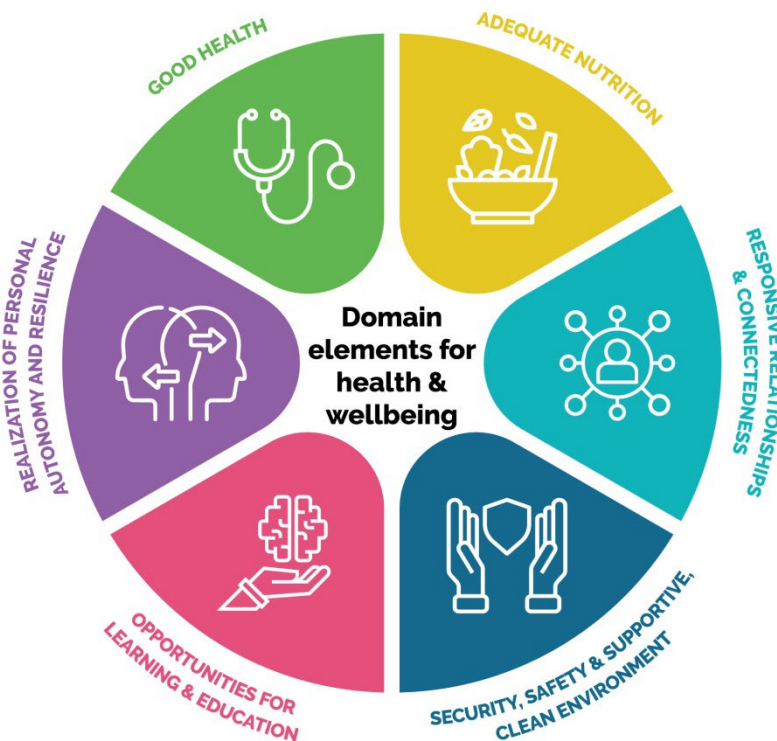 GOOD HEALTH
ADEQUATE NUTRITION
RESPONSIVE RELATIONSHIPS
& CONNECTEDNESS
SECURITY, SAFETY & SUPPORTIVE,
CLEAN ENVIRONMENT
OPPORTUNITIES FOR
LEARNING & EDUCATION
REALIZATION OF PERSONAL
AUTONOMY AND RESILIENCE
Domain
elements for
health &
wellbeing